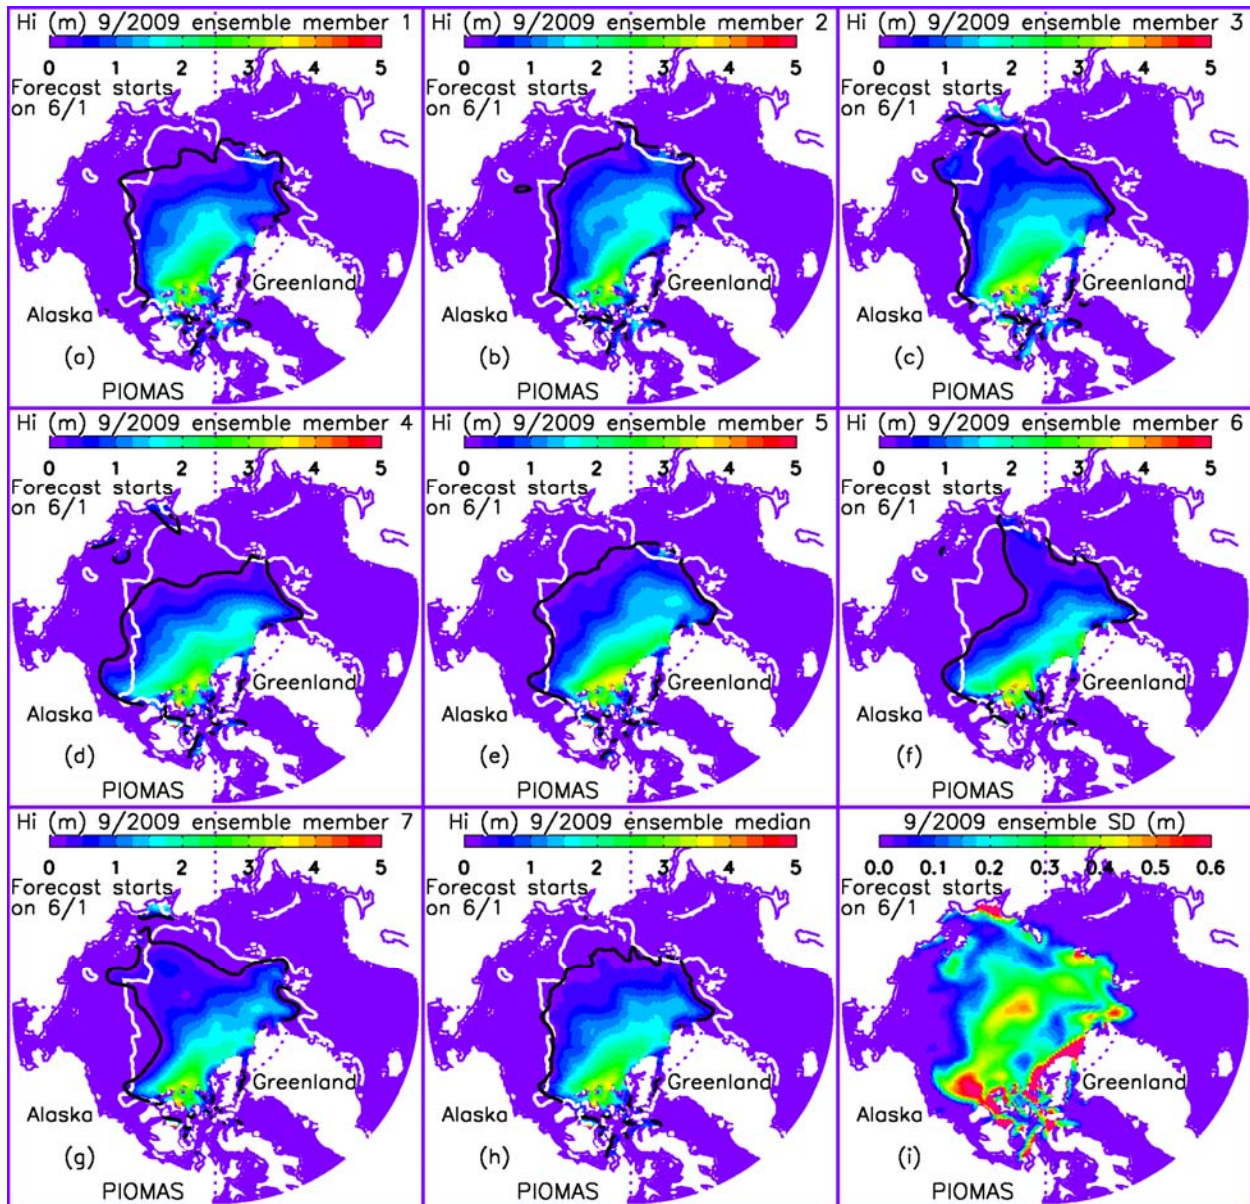 Hi (m) 9/2009 ensemble member 1
0 1 2 3 4 5
Forecast starts
on 6/1
Greenland
Alaska
(a)
PIOMAS
Hi (m) 9/2009 ensemble member 2
0 1 2 3 4 5
Forecast starts
on 6/1
Greenland
Alaska
(b)
PIOMAS
Hi (m) 9/2009 ensemble member 3
0 1 2 3 4 5
Forecast starts
on 6/1
Greenland
Alaska
(c)
PIOMAS
Hi (m) 9/2009 ensemble member 4
0 1 2 3 4 5
Forecast starts
on 6/1
Greenland
Alaska
(d)
PIOMAS
Hi (m) 9/2009 ensemble member 5
0 1 2 3 4 5
Forecast starts
on 6/1
Greenland
Alaska
(e)
PIOMAS
Hi (m) 9/2009 ensemble member 6
0 1 2 3 4 5
Forecast starts
on 6/1
Greenland
Alaska
(f)
PIOMAS
Hi (m) 9/2009 ensemble member 7
0 1 2 3 4 5
Forecast starts
on 6/1
Greenland
Alaska
(g)
PIOMAS
Hi (m) 9/2009 ensemble median
0 1 2 3 4 5
Forecast starts
on 6/1
Greenland
Alaska
(h)
PIOMAS
9/2009 ensemble SD (m)
0.0 0.1 0.2 0.3 0.4 0.5 0.6
Forecast starts
on 6/1
Greenland
Alaska
(i)
PIOMAS